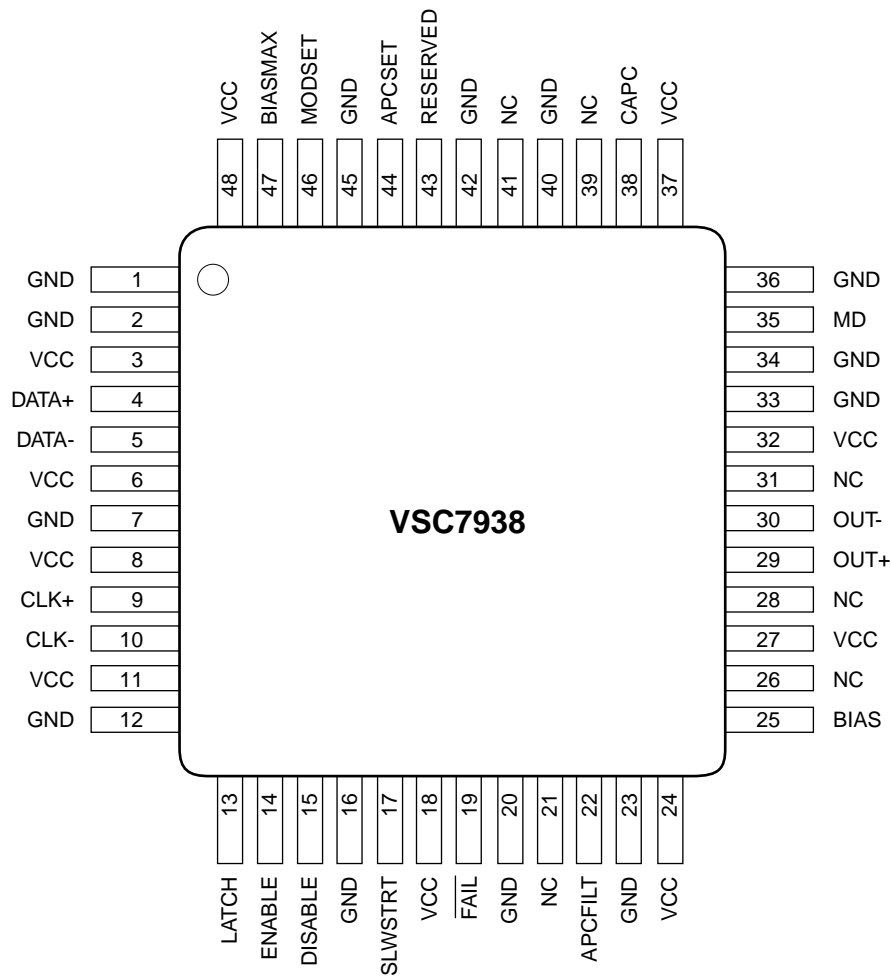 VCC BIASMAX MODSET GND APCSET RESERVED GND NC GND NC CAPC VCC
48 47 46 45 44 43 42 41 40 39 38 37
GND 1 36 GND
GND 2 35 MD
VCC 3 34 GND
DATA+ 4 33 GND
DATA- 5 32 VCC
VCC 6 31 NC
GND 7 VSC7938 30 OUT-
VCC 8 29 OUT+
CLK+ 9 28 NC
CLK- 10 27 VCC
VCC 11 26 NC
GND 12 25 BIAS
13 14 15 16 17 18 19 20 21 22 23 24
LATCH ENABLE DISABLE GND SLWSTRT VCC FAIL GND NC APCFILT GND VCC